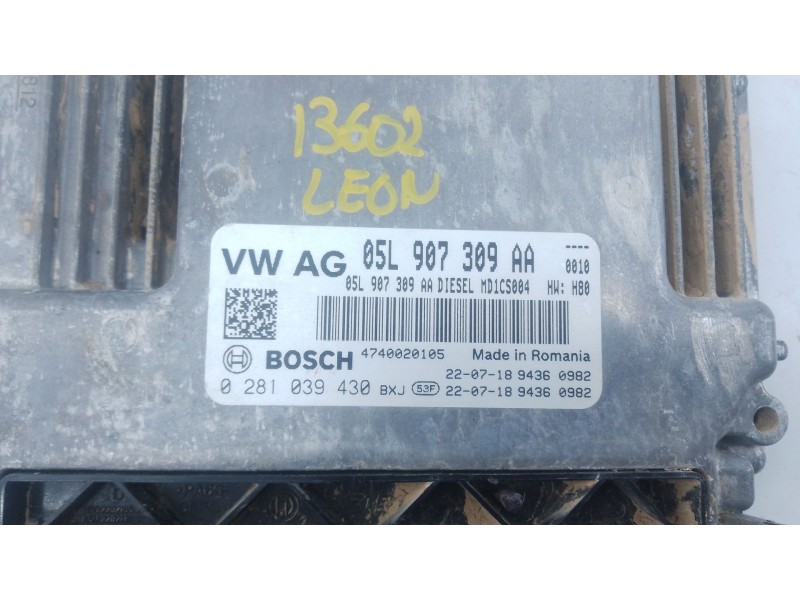 13602
LEON
VW AG 05L 907 309 AA ----
0010
05L 907 309 AA DIESEL MD1CS004 HW: H80
BOSCH 4740020105 Made in Romania
22-07-18 9436 0982
0 281 039 430 BXJ 53F 22-07-18 9436 0982